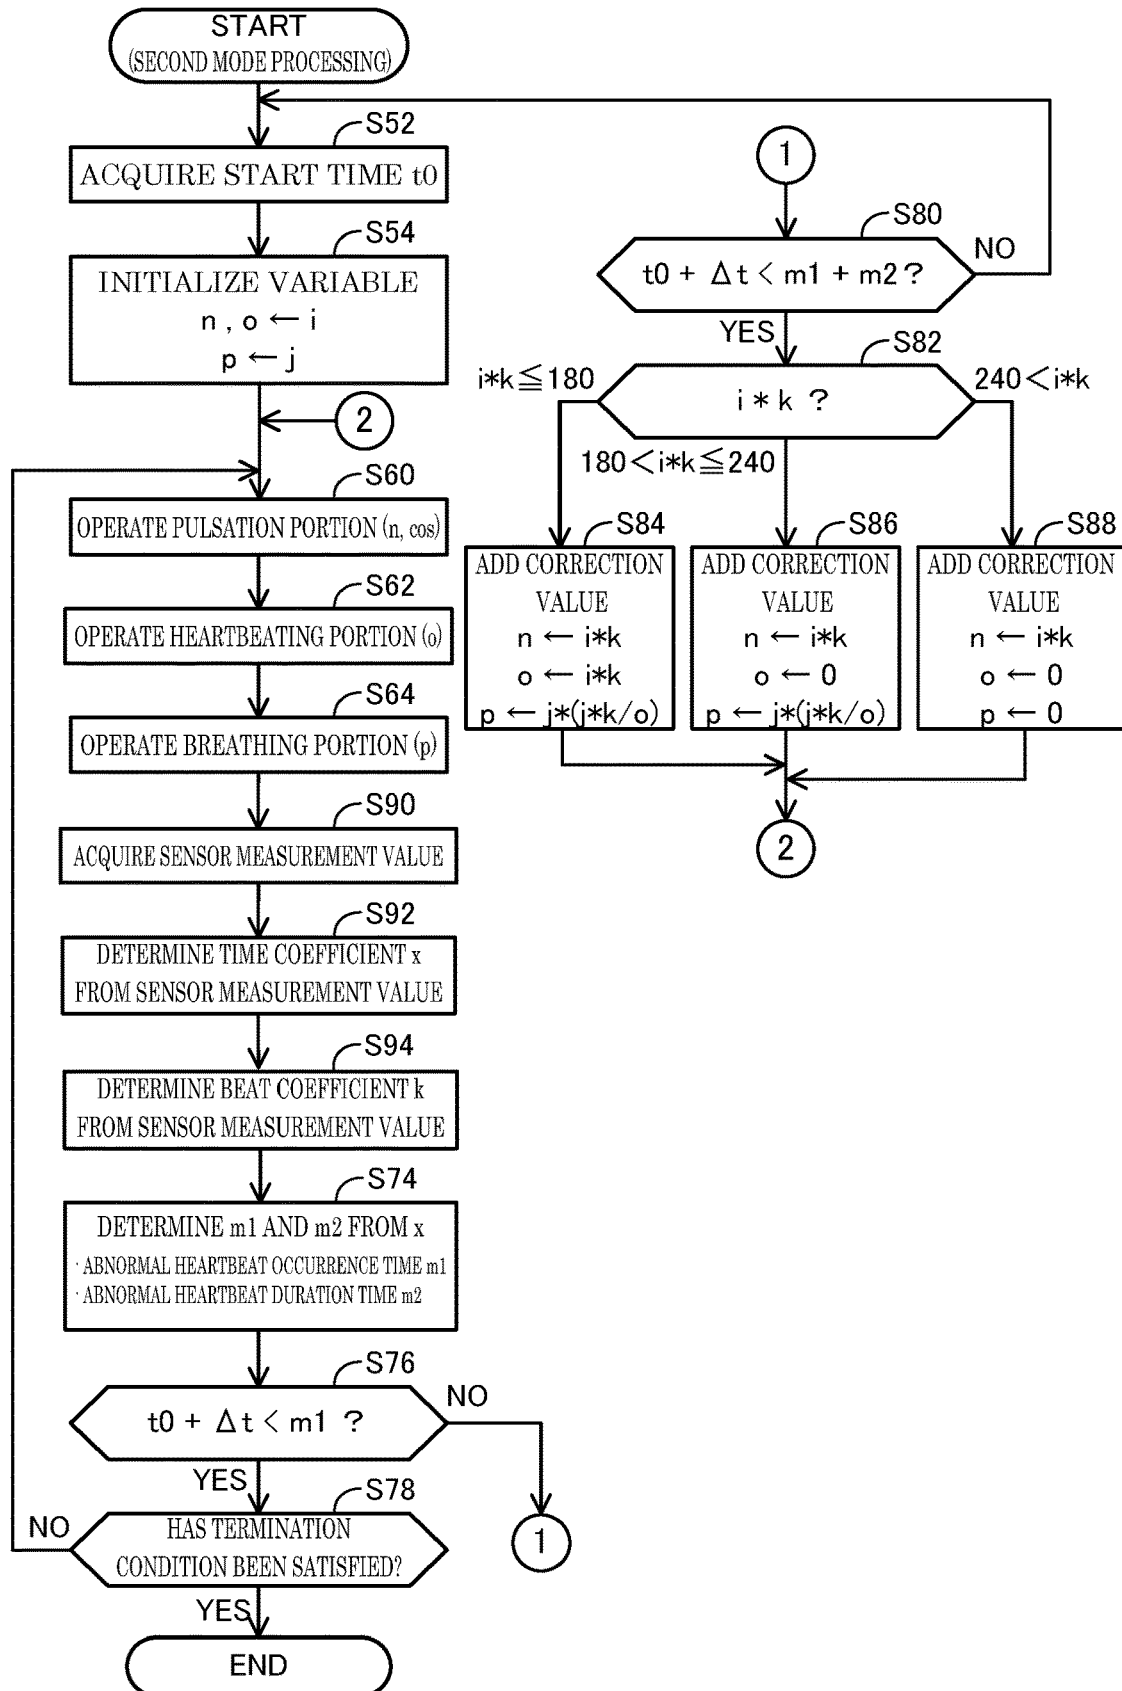 START
(SECOND MODE PROCESSING)
S52
ACQUIRE START TIME t0
S54
INITIALIZE VARIABLE
n , o ← i
p ← j
2
S60
OPERATE PULSATION PORTION (n, cos)
S62
OPERATE HEARTBEATING PORTION (o)
S64
OPERATE BREATHING PORTION (p)
S90
ACQUIRE SENSOR MEASUREMENT VALUE
S92
DETERMINE TIME COEFFICIENT x
FROM SENSOR MEASUREMENT VALUE
S94
DETERMINE BEAT COEFFICIENT k
FROM SENSOR MEASUREMENT VALUE
S74
DETERMINE m1 AND m2 FROM x
· ABNORMAL HEARTBEAT OCCURRENCE TIME m1
· ABNORMAL HEARTBEAT DURATION TIME m2
S76
t0 + Δt < m1 ?
NO
YES
1
S78
HAS TERMINATION
CONDITION BEEN SATISFIED?
NO
YES
END
1
S80
t0 + Δt < m1 + m2 ?
NO
YES
S82
i * k ?
i*k≦180
180<i*k≦240
240<i*k
S84
ADD CORRECTION
VALUE
n ← i*k
o ← i*k
p ← j*(j*k/o)
S86
ADD CORRECTION
VALUE
n ← i*k
o ← 0
p ← j*(j*k/o)
S88
ADD CORRECTION
VALUE
n ← i*k
o ← 0
p ← 0
2